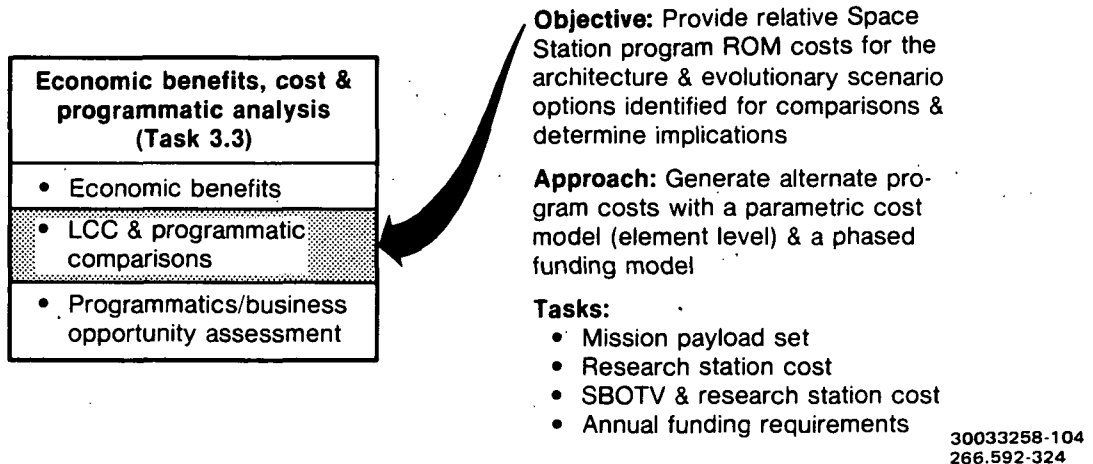 Economic benefits, cost &
programmatic analysis
(Task 3.3)
• Economic benefits
• LCC & programmatic
comparisons
• Programmatics/business
opportunity assessment
Objective: Provide relative Space
Station program ROM costs for the
architecture & evolutionary scenario
options identified for comparisons &
determine implications
Approach: Generate alternate pro-
gram costs with a parametric cost
model (element level) & a phased
funding model
Tasks:
• Mission payload set
• Research station cost
• SBOTV & research station cost
• Annual funding requirements
30033258-104
266.592-324